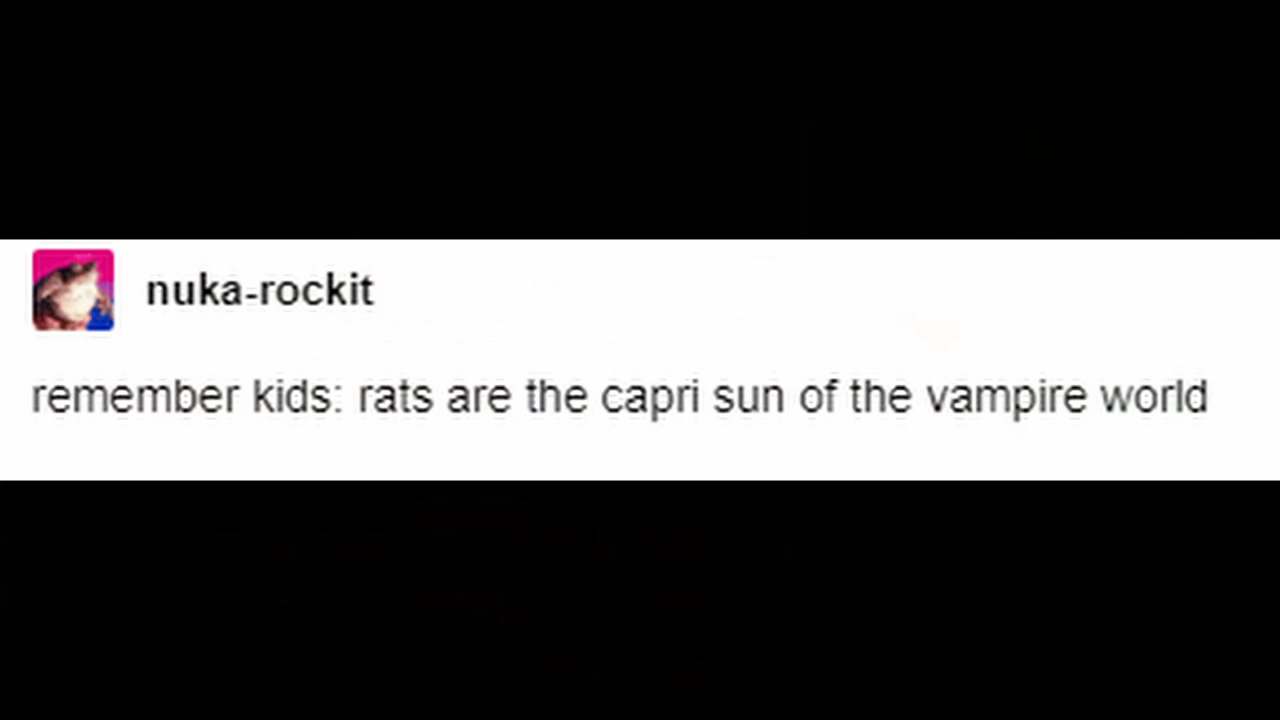 nuka-rockit
remember kids: rats are the capri sun of the vampire world